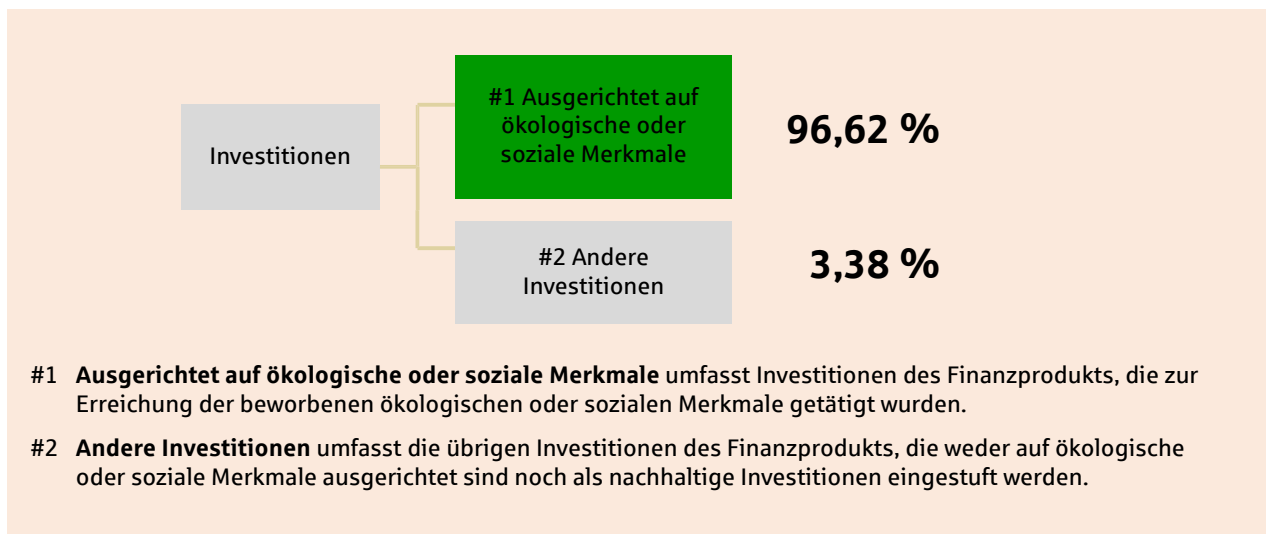 #1 Ausgerichtet auf
ökologische oder
soziale Merkmale
96,62 %
Investitionen
#2 Andere
Investitionen
3,38 %
#1 Ausgerichtet auf ökologische oder soziale Merkmale umfasst Investitionen des Finanzprodukts, die zur
Erreichung der beworbenen ökologischen oder sozialen Merkmale getätigt wurden.
#2 Andere Investitionen umfasst die übrigen Investitionen des Finanzprodukts, die weder auf ökologische
oder soziale Merkmale ausgerichtet sind noch als nachhaltige Investitionen eingestuft werden.